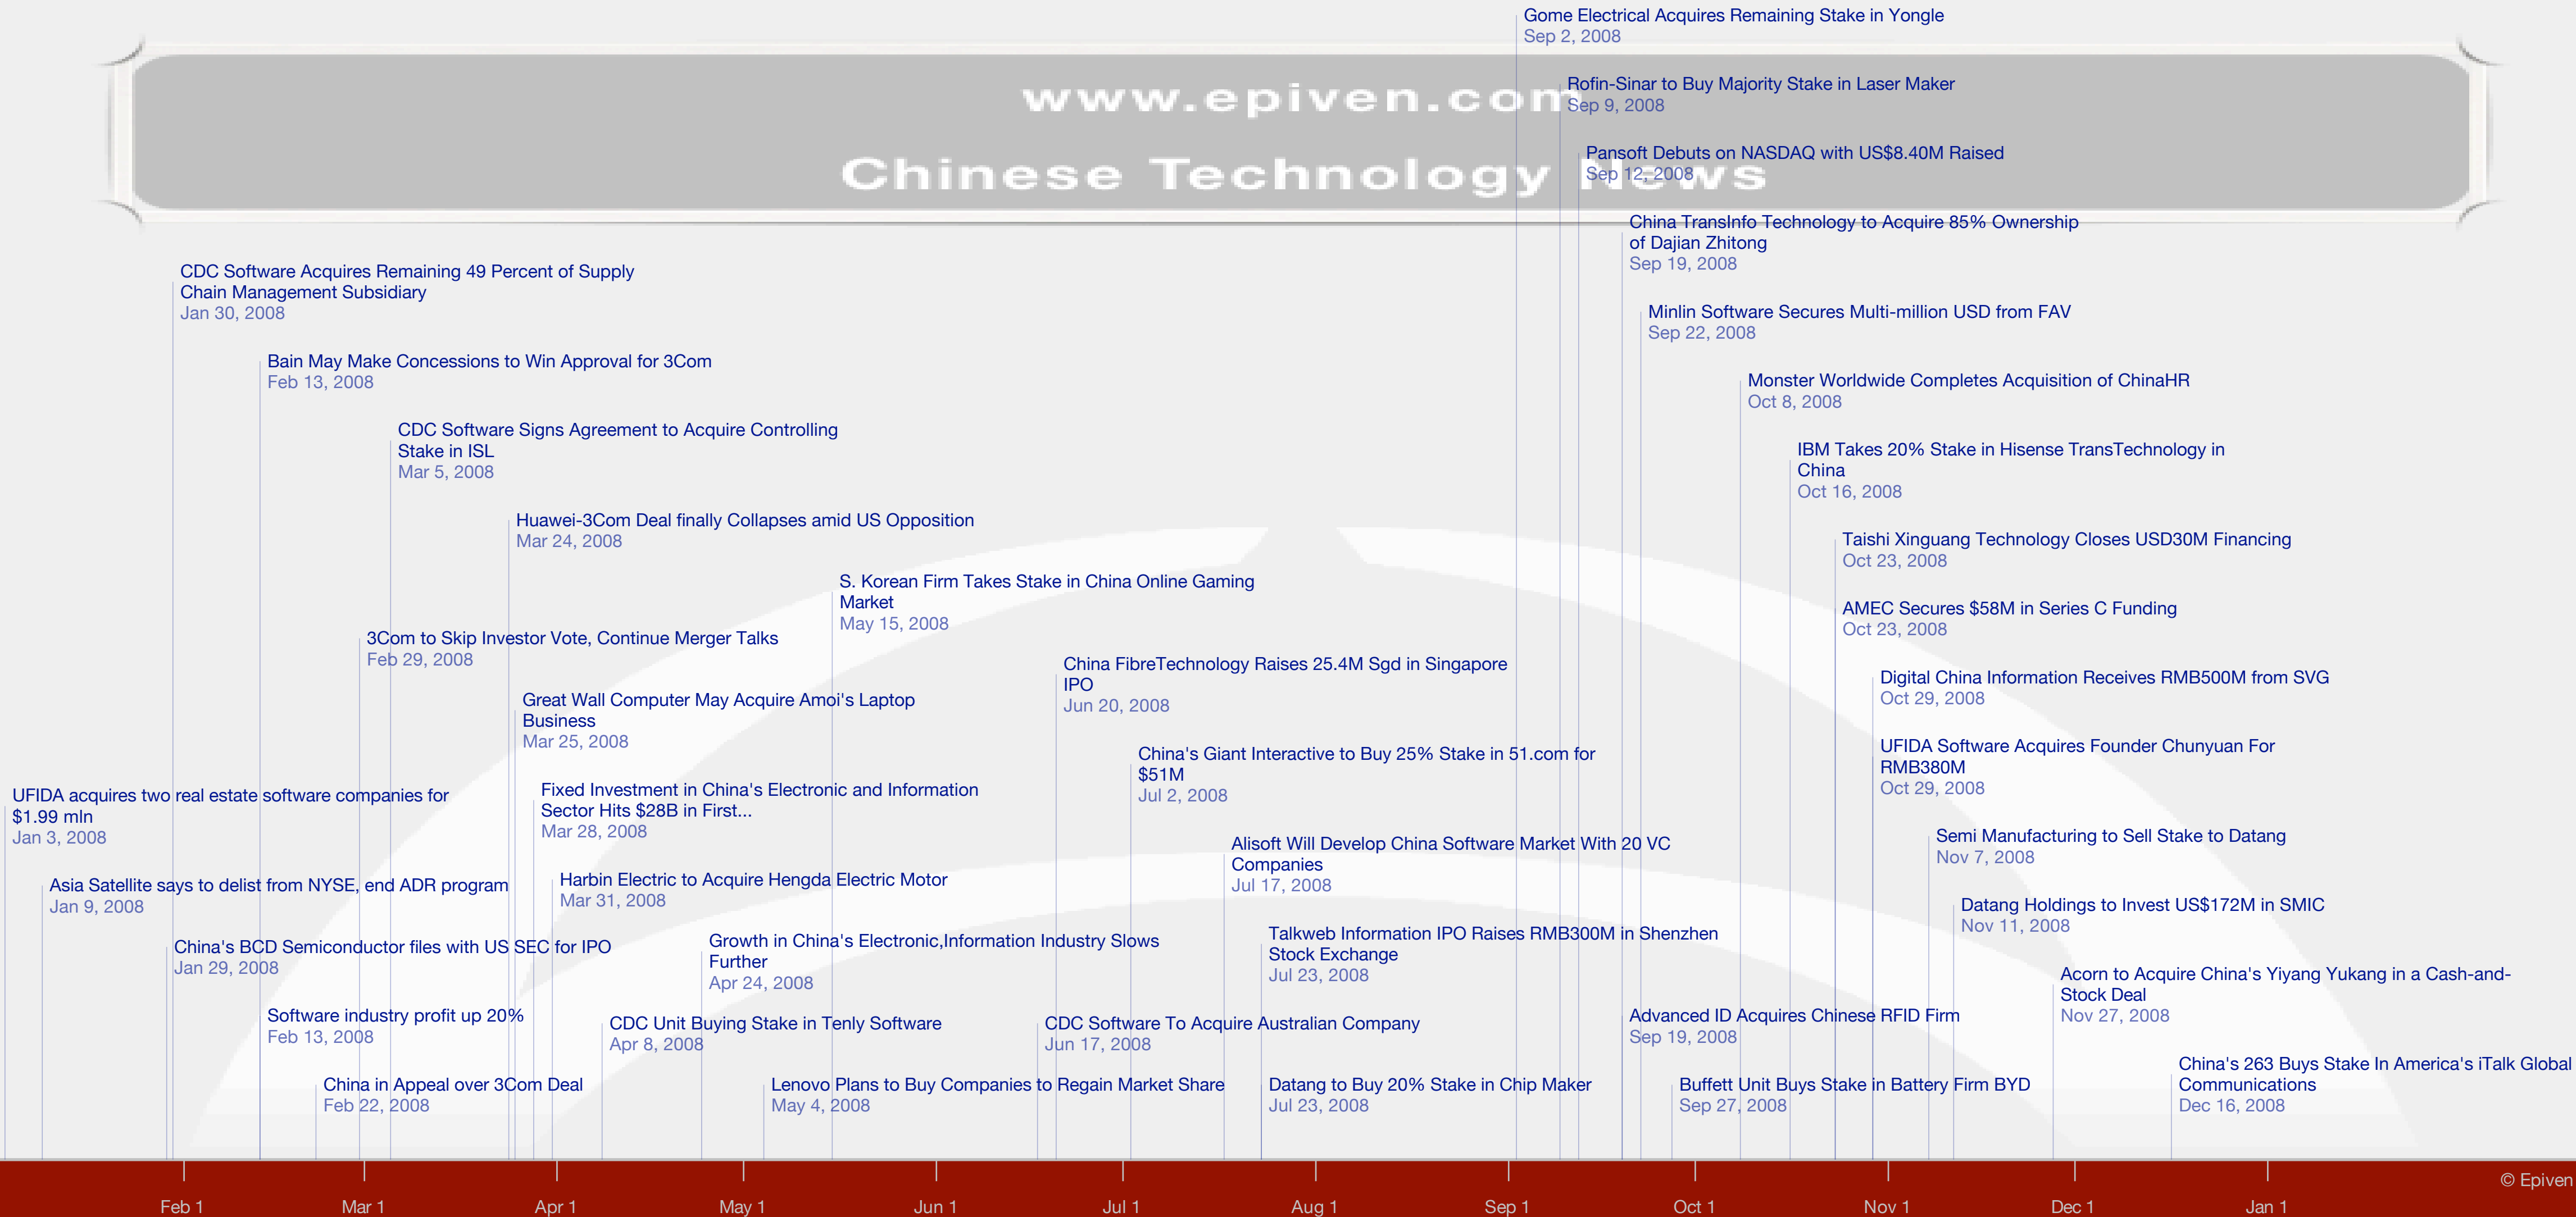 Gome Electrical Acquires Remaining Stake in Yongle
Sep 2, 2008
www.epiven.com
Rofin-Sinar to Buy Majority Stake in Laser Maker
Sep 9, 2008
Chinese Technology News
Pansoft Debuts on NASDAQ with US$8.40M Raised
Sep 12, 2008
China TransInfo Technology to Acquire 85% Ownership
of Dajian Zhitong
Sep 19, 2008
CDC Software Acquires Remaining 49 Percent of Supply
Chain Management Subsidiary
Jan 30, 2008
Minlin Software Secures Multi-million USD from FAV
Sep 22, 2008
Bain May Make Concessions to Win Approval for 3Com
Feb 13, 2008
Monster Worldwide Completes Acquisition of ChinaHR
Oct 8, 2008
CDC Software Signs Agreement to Acquire Controlling
Stake in ISL
Mar 5, 2008
IBM Takes 20% Stake in Hisense TransTechnology in
China
Oct 16, 2008
Huawei-3Com Deal finally Collapses amid US Opposition
Mar 24, 2008
Taishi Xinguang Technology Closes USD30M Financing
Oct 23, 2008
S. Korean Firm Takes Stake in China Online Gaming
Market
May 15, 2008
AMEC Secures $58M in Series C Funding
Oct 23, 2008
3Com to Skip Investor Vote, Continue Merger Talks
Feb 29, 2008
China FibreTechnology Raises 25.4M Sgd in Singapore
IPO
Jun 20, 2008
Digital China Information Receives RMB500M from SVG
Oct 29, 2008
Great Wall Computer May Acquire Amoi's Laptop
Business
Mar 25, 2008
China's Giant Interactive to Buy 25% Stake in 51.com for
$51M
Jul 2, 2008
UFIDA Software Acquires Founder Chunyuan For
RMB380M
Oct 29, 2008
UFIDA acquires two real estate software companies for
$1.99 mln
Jan 3, 2008
Fixed Investment in China's Electronic and Information
Sector Hits $28B in First...
Mar 28, 2008
Alisoft Will Develop China Software Market With 20 VC
Companies
Jul 17, 2008
Semi Manufacturing to Sell Stake to Datang
Nov 7, 2008
Asia Satellite says to delist from NYSE, end ADR program
Jan 9, 2008
Harbin Electric to Acquire Hengda Electric Motor
Mar 31, 2008
Datang Holdings to Invest US$172M in SMIC
Nov 11, 2008
China's BCD Semiconductor files with US SEC for IPO
Jan 29, 2008
Growth in China's Electronic,Information Industry Slows
Further
Apr 24, 2008
Talkweb Information IPO Raises RMB300M in Shenzhen
Stock Exchange
Jul 23, 2008
Acorn to Acquire China's Yiyang Yukang in a Cash-and-
Stock Deal
Nov 27, 2008
Software industry profit up 20%
Feb 13, 2008
CDC Unit Buying Stake in Tenly Software
Apr 8, 2008
CDC Software To Acquire Australian Company
Jun 17, 2008
Advanced ID Acquires Chinese RFID Firm
Sep 19, 2008
China in Appeal over 3Com Deal
Feb 22, 2008
Lenovo Plans to Buy Companies to Regain Market Share
May 4, 2008
Datang to Buy 20% Stake in Chip Maker
Jul 23, 2008
Buffett Unit Buys Stake in Battery Firm BYD
Sep 27, 2008
China's 263 Buys Stake In America's iTalk Global
Communications
Dec 16, 2008
© Epiven
Feb 1 Mar 1 Apr 1 May 1 Jun 1 Jul 1 Aug 1 Sep 1 Oct 1 Nov 1 Dec 1 Jan 1